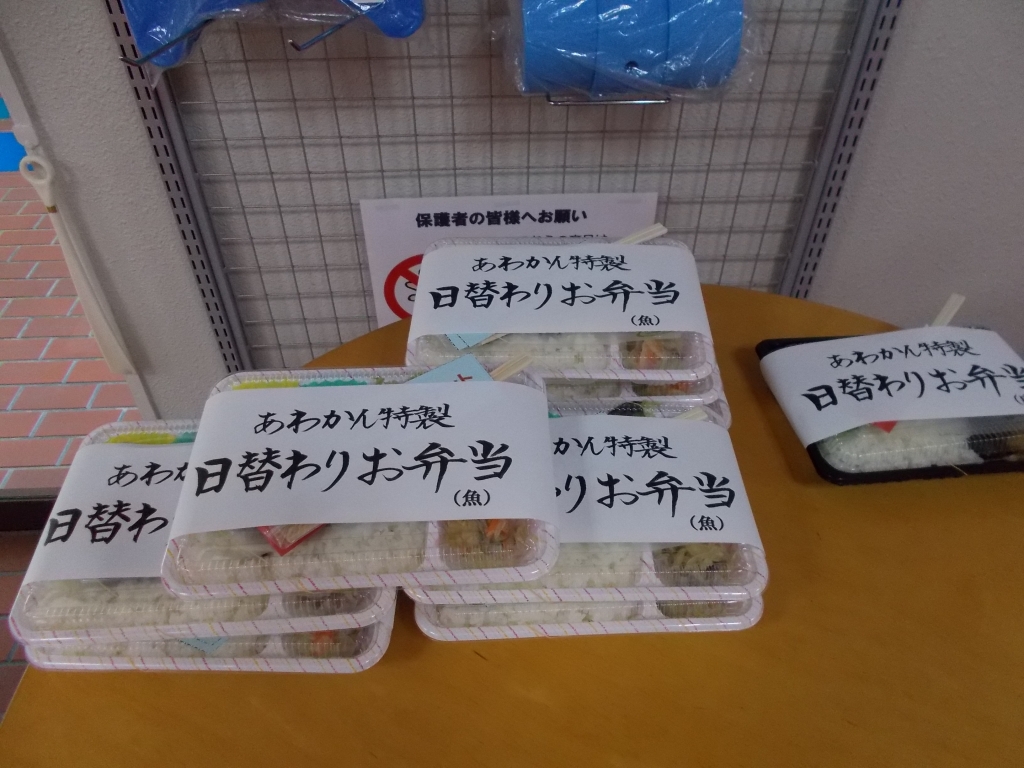 保護者の皆様へお願い
あわかん特製
日替わりお弁当
(魚)
あわかん特製
日替わりお弁当
あわかん特製
日替わりお弁当
(魚)
かん特製
わりお弁当
(魚)
あわか
日替わ